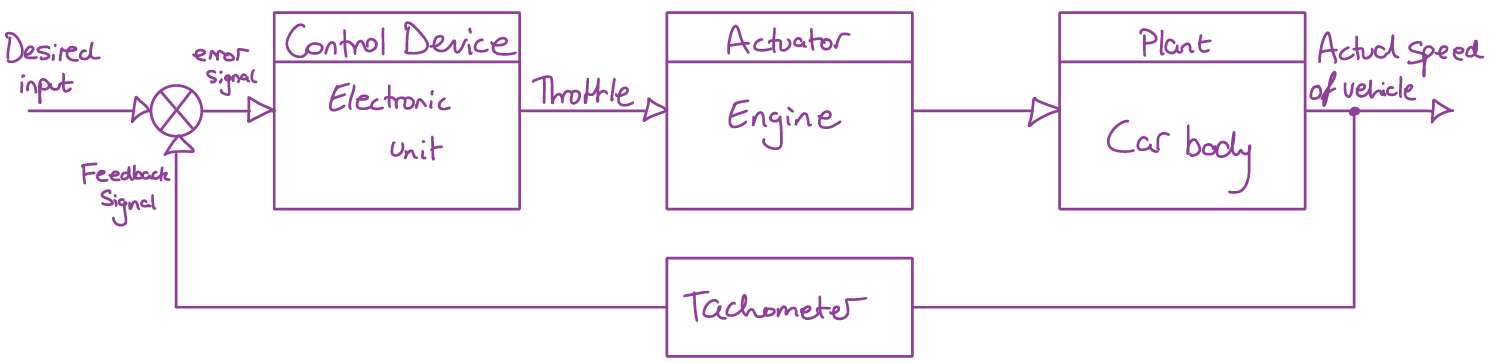 Desired
input
error
signal
Control Device
Electronic
unit
Throttle
Actuator
Engine
Plant
Car body
Actual speed
of vehicle
Feedback
Signal
Tachometer